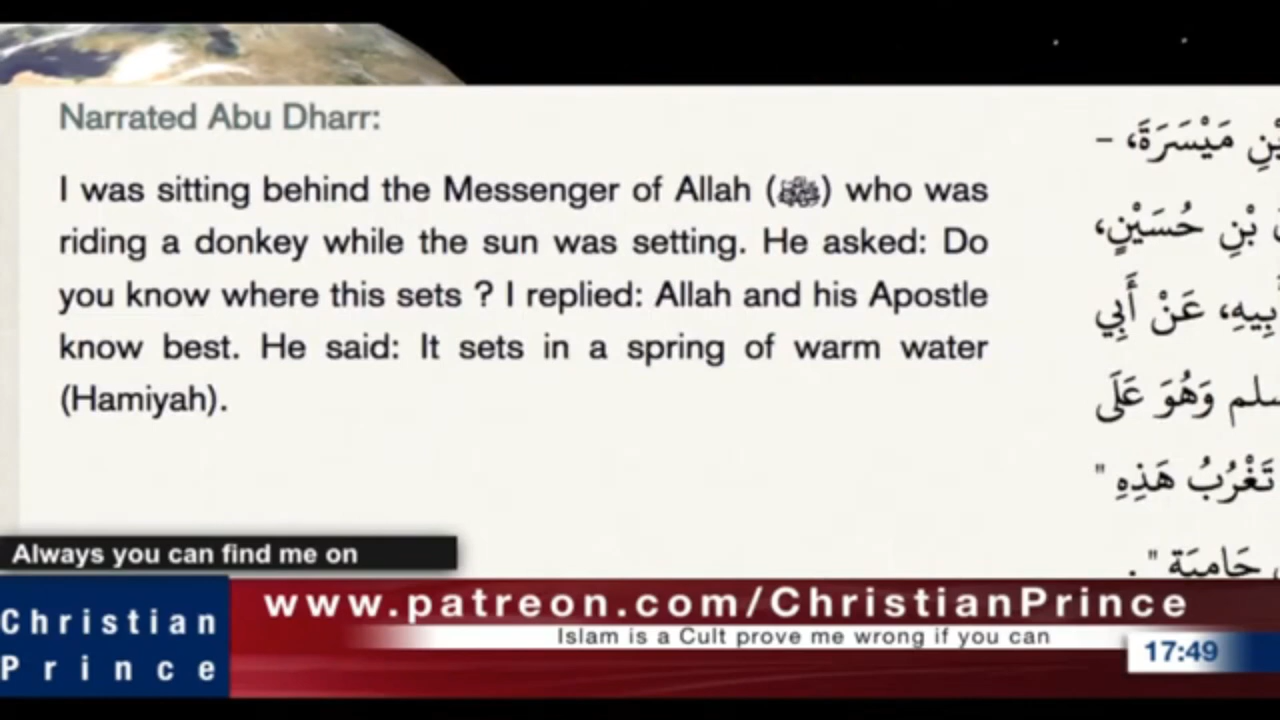 Narrated Abu Dharr:
I was sitting behind the Messenger of Allah (ﷺ) who was
riding a donkey while the sun was setting. He asked: Do
you know where this sets ? I replied: Allah and his Apostle
know best. He said: It sets in a spring of warm water
(Hamiyah).
مَيْسَرَةَ، -
بْنِ حُسَيْنٍ،
عَنْ أَبِي
وَهُوَ عَلَى
تَغْرُبُ هَذِهِ "
حَامِيَة " .
Always you can find me on
Christian
Prince
www.patreon.com/ChristianPrince
Islam is a Cult prove me wrong if you can
17:49